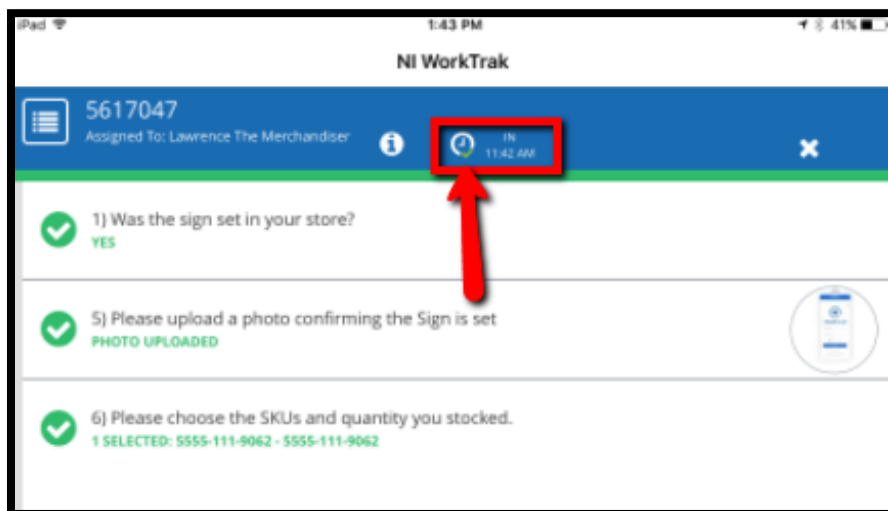 iPad 1:43 PM 41%
NI WorkTrak
5617047
Assigned To: Lawrence The Merchandiser
IN
11:42 AM
1) Was the sign set in your store?
YES
5) Please upload a photo confirming the Sign is set
PHOTO UPLOADED
6) Please choose the SKUs and quantity you stocked.
1 SELECTED: 5555-111-9062 - 5555-111-9062